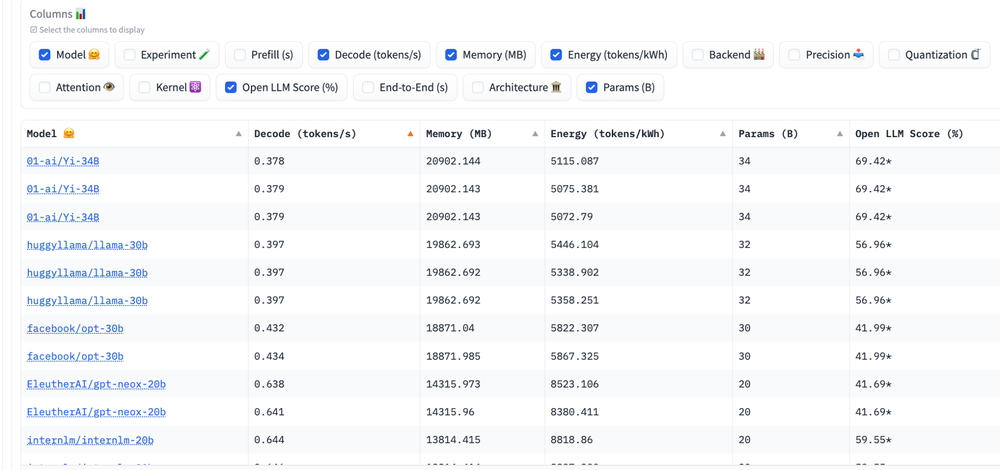 Columns 📊
☑ Select the columns to display
Model 🤗 Experiment 🧪 Prefill (s) Decode (tokens/s) Memory (MB) Energy (tokens/kWh) Backend 🏭 Precision 📥 Quantization 🗜️
Attention 👁️ Kernel ⚛️ Open LLM Score (%) End-to-End (s) Architecture 🏛️ Params (B)
Model 🤗 Decode (tokens/s) Memory (MB) Energy (tokens/kWh) Params (B) Open LLM Score (%)
01-ai/Yi-34B 0.378 20902.144 5115.087 34 69.42*
01-ai/Yi-34B 0.379 20902.143 5075.381 34 69.42*
01-ai/Yi-34B 0.379 20902.143 5072.79 34 69.42*
huggyllama/llama-30b 0.397 19862.693 5446.104 32 56.96*
huggyllama/llama-30b 0.397 19862.692 5338.902 32 56.96*
huggyllama/llama-30b 0.397 19862.692 5358.251 32 56.96*
facebook/opt-30b 0.432 18871.04 5822.307 30 41.99*
facebook/opt-30b 0.434 18871.985 5867.325 30 41.99*
EleutherAI/gpt-neox-20b 0.638 14315.973 8523.106 20 41.69*
EleutherAI/gpt-neox-20b 0.641 14315.96 8380.411 20 41.69*
internlm/internlm-20b 0.644 13814.415 8818.86 20 59.55*